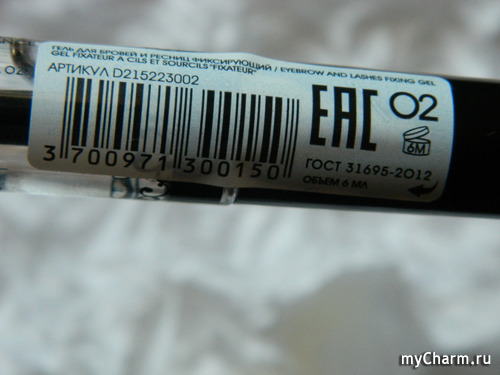 ГЕЛЬ ДЛЯ БРОВЕЙ И РЕСНИЦ ФИКСИРУЮЩИЙ / EYEBROW AND LASHES FIXING GEL
GEL FIXATEUR A CILS ET SOURCILS "FIXATEUR"
АРТИКУЛ D215223002
EAC 02
6M
3 700971 300150
ГОСТ 31695-2012
ОБЪЕМ 6 МЛ
02
myCharm.ru